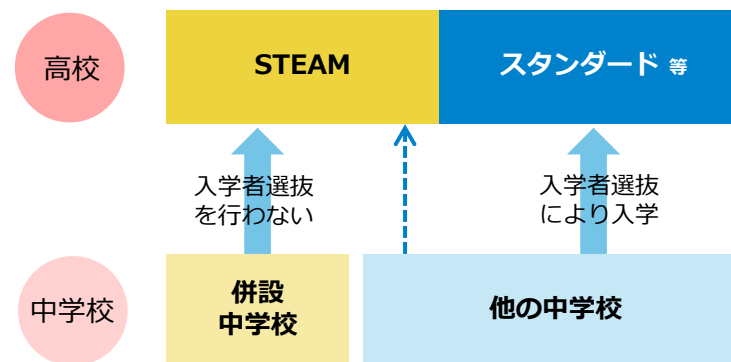 高校
STEAM
スタンダード 等
入学者選抜
を行わない
入学者選抜
により入学
中学校
併設
中学校
他の中学校